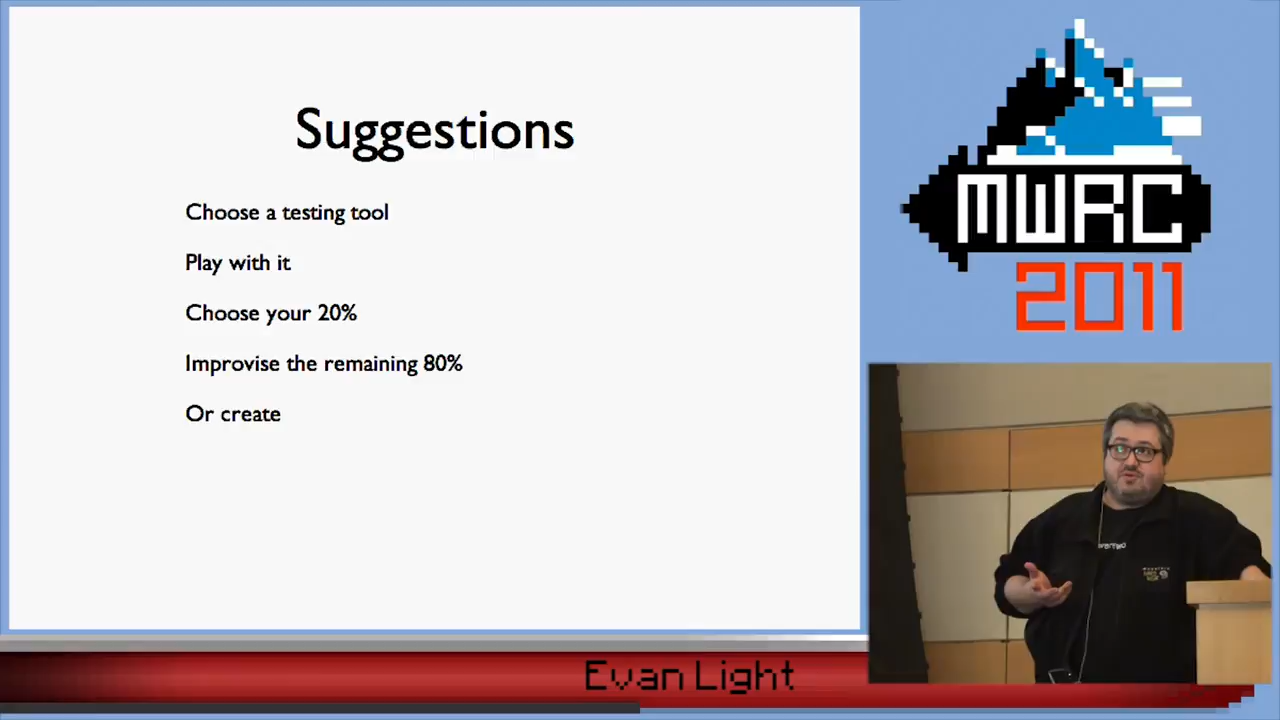 Suggestions
Choose a testing tool
Play with it
Choose your 20%
Improvise the remaining 80%
Or create
MWRC
2011
Evan Light